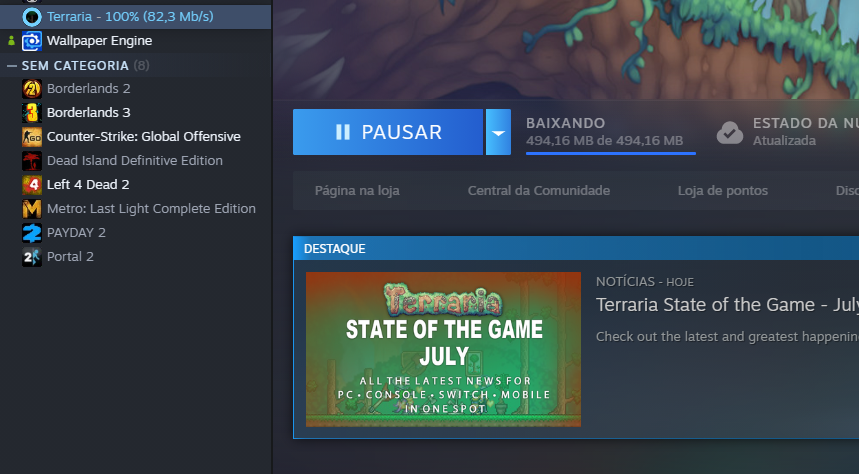 Terraria - 100% (82,3 Mb/s)
Wallpaper Engine
— SEM CATEGORIA (8)
Borderlands 2
Borderlands 3
Counter-Strike: Global Offensive
Dead Island Definitive Edition
Left 4 Dead 2
Metro: Last Light Complete Edition
PAYDAY 2
Portal 2
PAUSAR
BAIXANDO
494,16 MB de 494,16 MB
ESTADO DA NU
Atualizada
Página na loja
Central da Comunidade
Loja de pontos
Disc
DESTAQUE
Terraria
STATE OF THE GAME
JULY
ALL THE LATEST NEWS FOR
PC • CONSOLE • SWITCH • MOBILE
IN ONE SPOT
NOTÍCIAS - HOJE
Terraria State of the Game - July
Check out the latest and greatest happening